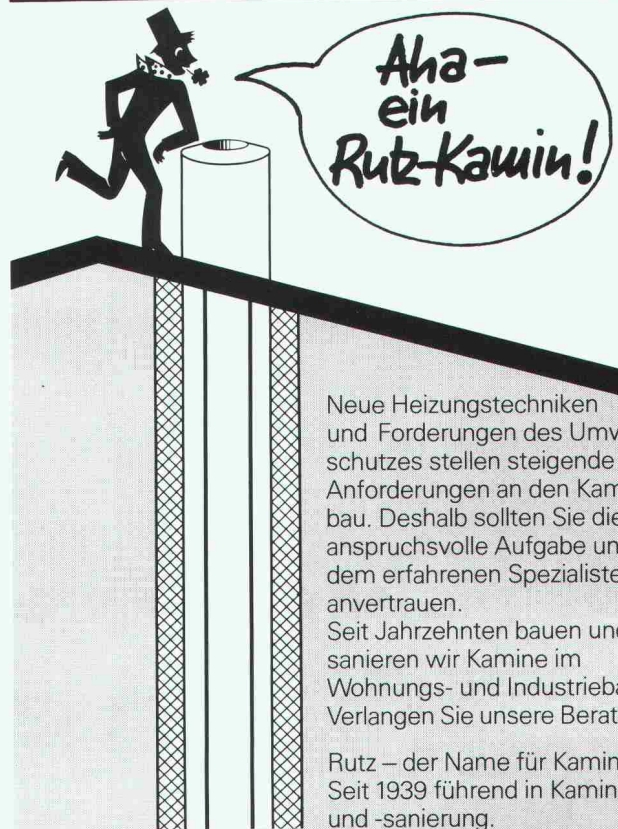 Aha–
ein
Rutz-Kamin!
Neue Heizungstechniken
und Forderungen des Umw
schutzes stellen steigende
Anforderungen an den Kam
bau. Deshalb sollten Sie die
anspruchsvolle Aufgabe un
dem erfahrenen Spezialiste
anvertrauen.
Seit Jahrzehnten bauen und
sanieren wir Kamine im
Wohnungs- und Industrieba
Verlangen Sie unsere Berat
Rutz – der Name für Kamin
Seit 1939 führend in Kamin
und -sanierung.